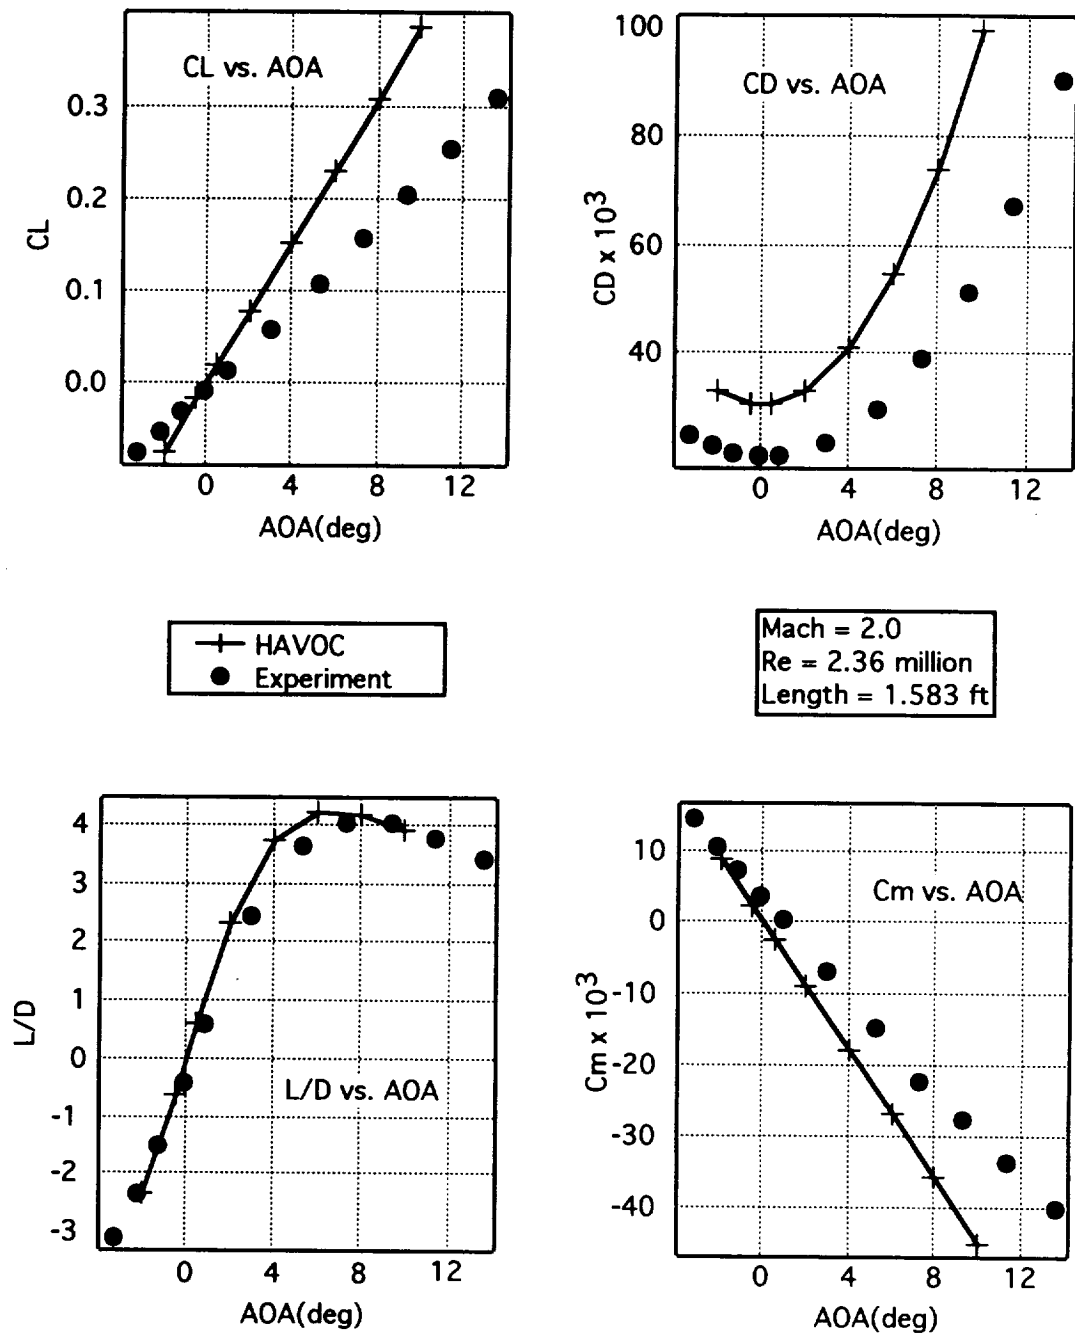 CL vs. AOA
CL
0.3
0.2
0.1
0.0
0 4 8 12
AOA(deg)
CD vs. AOA
CD x 10³
100
80
60
40
0 4 8 12
AOA(deg)
HAVOC
Experiment
Mach = 2.0
Re = 2.36 million
Length = 1.583 ft
L/D vs. AOA
L/D
4
3
2
1
0
-1
-2
-3
0 4 8 12
AOA(deg)
Cm vs. AOA
Cm x 10³
10
0
-10
-20
-30
-40
0 4 8 12
AOA(deg)